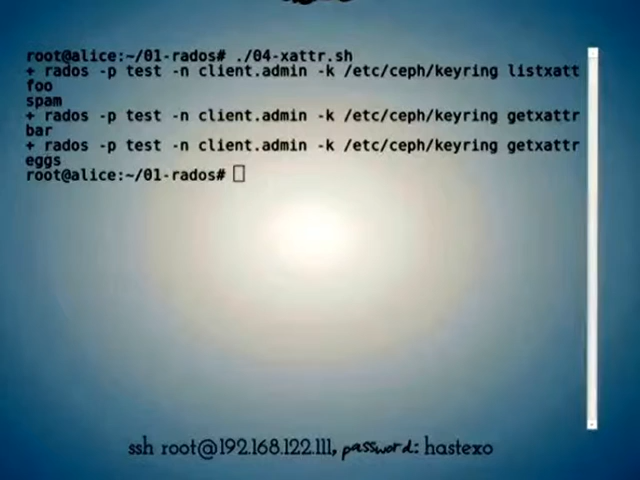 root@alice:~/01-rados# ./04-xattr.sh
+ rados -p test -n client.admin -k /etc/ceph/keyring listxatt
foo
spam
+ rados -p test -n client.admin -k /etc/ceph/keyring getxattr
bar
+ rados -p test -n client.admin -k /etc/ceph/keyring getxattr
eggs
root@alice:~/01-rados#
ssh root@192.168.122.111, password: hastexo